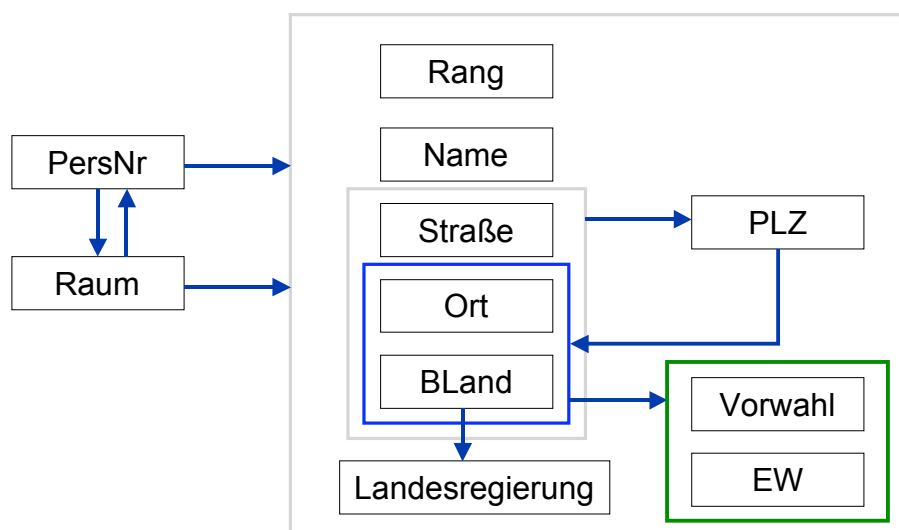 Rang
PersNr
Name
Straße
PLZ
Raum
Ort
BLand
Vorwahl
Landesregierung
EW